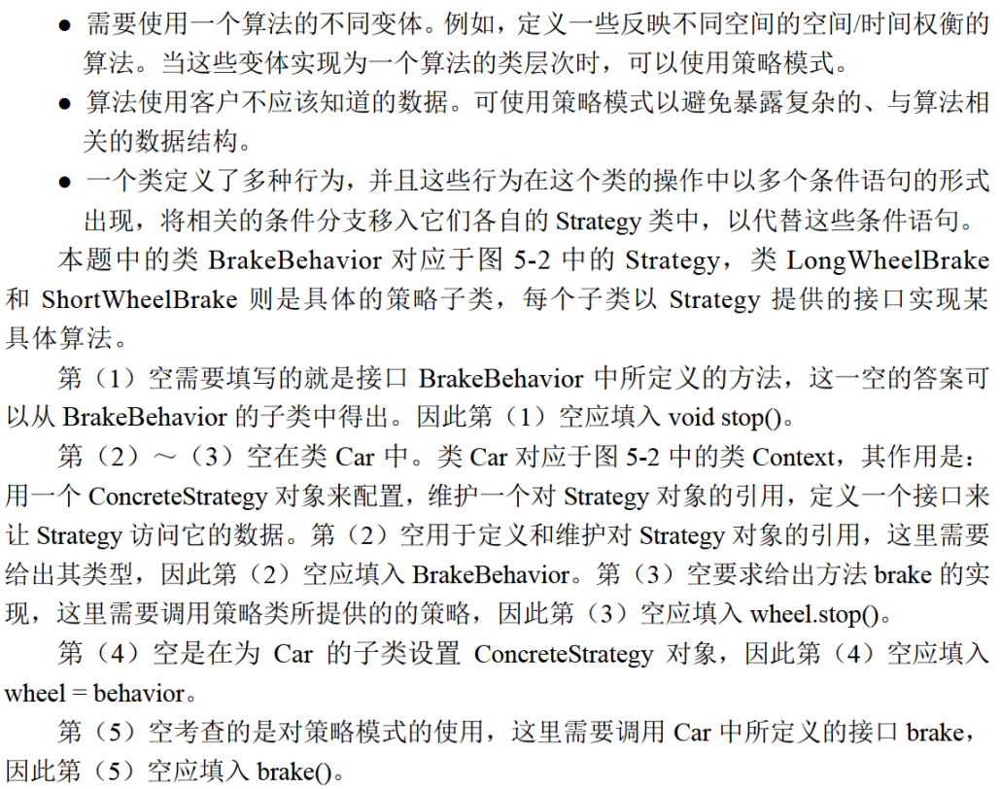 ● 需要使用一个算法的不同变体。例如，定义一些反映不同空间的空间/时间权衡的
算法。当这些变体实现为一个算法的类层次时，可以使用策略模式。
● 算法使用客户不应该知道的数据。可使用策略模式以避免暴露复杂的、与算法相
关的数据结构。
● 一个类定义了多种行为，并且这些行为在这个类的操作中以多个条件语句的形式
出现，将相关的条件分支移入它们各自的 Strategy 类中，以代替这些条件语句。
本题中的类 BrakeBehavior 对应于图 5-2 中的 Strategy，类 LongWheelBrake
和 ShortWheelBrake 则是具体的策略子类，每个子类以 Strategy 提供的接口实现某
具体算法。
第（1）空需要填写的就是接口 BrakeBehavior 中所定义的方法，这一空的答案可
以从 BrakeBehavior 的子类中得出。因此第（1）空应填入 void stop()。
第（2）～（3）空在类 Car 中。类 Car 对应于图 5-2 中的类 Context，其作用是：
用一个 ConcreteStrategy 对象来配置，维护一个对 Strategy 对象的引用，定义一个接口来
让 Strategy 访问它的数据。第（2）空用于定义和维护对 Strategy 对象的引用，这里需要
给出其类型，因此第（2）空应填入 BrakeBehavior。第（3）空要求给出方法 brake 的实
现，这里需要调用策略类所提供的的策略，因此第（3）空应填入 wheel.stop()。
第（4）空是在为 Car 的子类设置 ConcreteStrategy 对象，因此第（4）空应填入
wheel = behavior。
第（5）空考查的是对策略模式的使用，这里需要调用 Car 中所定义的接口 brake，
因此第（5）空应填入 brake()。